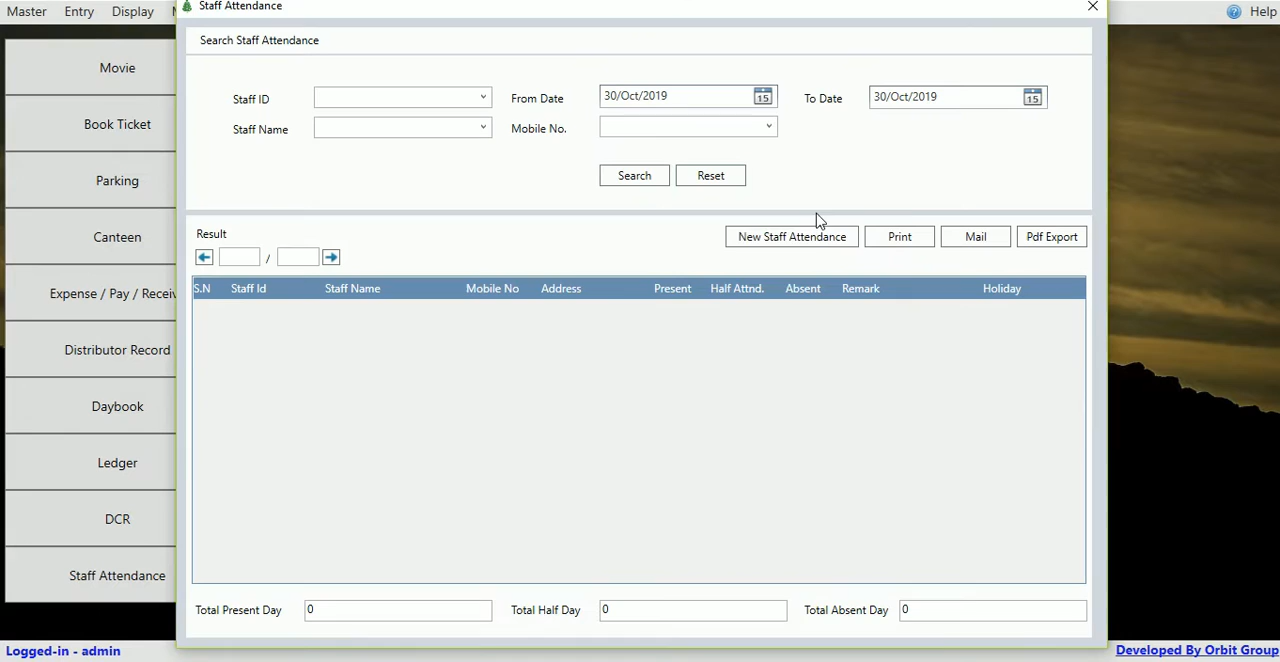 Master Entry Display
Help
Staff Attendance
Search Staff Attendance
Staff ID
From Date 30/Oct/2019 15
To Date 30/Oct/2019 15
Staff Name
Mobile No.
Search Reset
Result
New Staff Attendance Print Mail Pdf Export
/
S.N Staff Id Staff Name Mobile No Address Present Half Attnd. Absent Remark Holiday
Total Present Day 0
Total Half Day 0
Total Absent Day 0
Movie
Book Ticket
Parking
Canteen
Expense / Pay / Receiv
Distributor Record
Daybook
Ledger
DCR
Staff Attendance
Logged-in - admin
Developed By Orbit Group